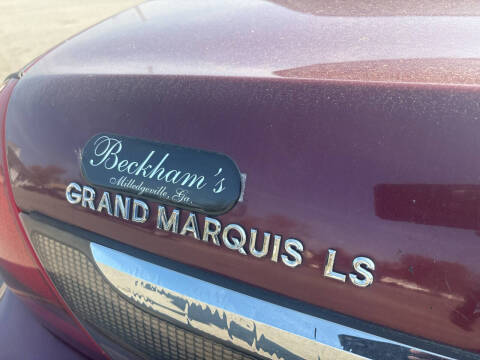 Beckham's
Milledgeville, Ga.
GRAND MARQUIS LS